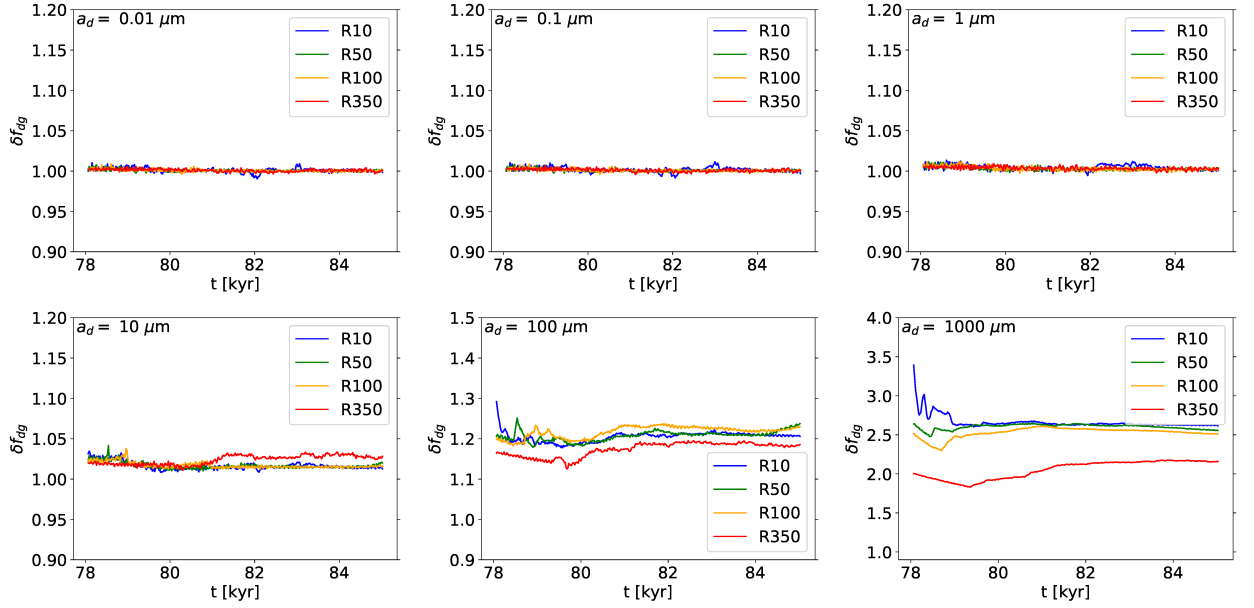 a_d = 0.01 μm
R10
R50
R100
R350
δf_dg
1.20
1.15
1.10
1.05
1.00
0.95
0.90
78 80 82 84
t [kyr]
a_d = 0.1 μm
R10
R50
R100
R350
δf_dg
1.20
1.15
1.10
1.05
1.00
0.95
0.90
78 80 82 84
t [kyr]
a_d = 1 μm
R10
R50
R100
R350
δf_dg
1.20
1.15
1.10
1.05
1.00
0.95
0.90
78 80 82 84
t [kyr]
a_d = 10 μm
R10
R50
R100
R350
δf_dg
1.20
1.15
1.10
1.05
1.00
0.95
0.90
78 80 82 84
t [kyr]
a_d = 100 μm
R10
R50
R100
R350
δf_dg
1.5
1.4
1.3
1.2
1.1
1.0
0.9
78 80 82 84
t [kyr]
a_d = 1000 μm
R10
R50
R100
R350
δf_dg
4.0
3.5
3.0
2.5
2.0
1.5
1.0
78 80 82 84
t [kyr]